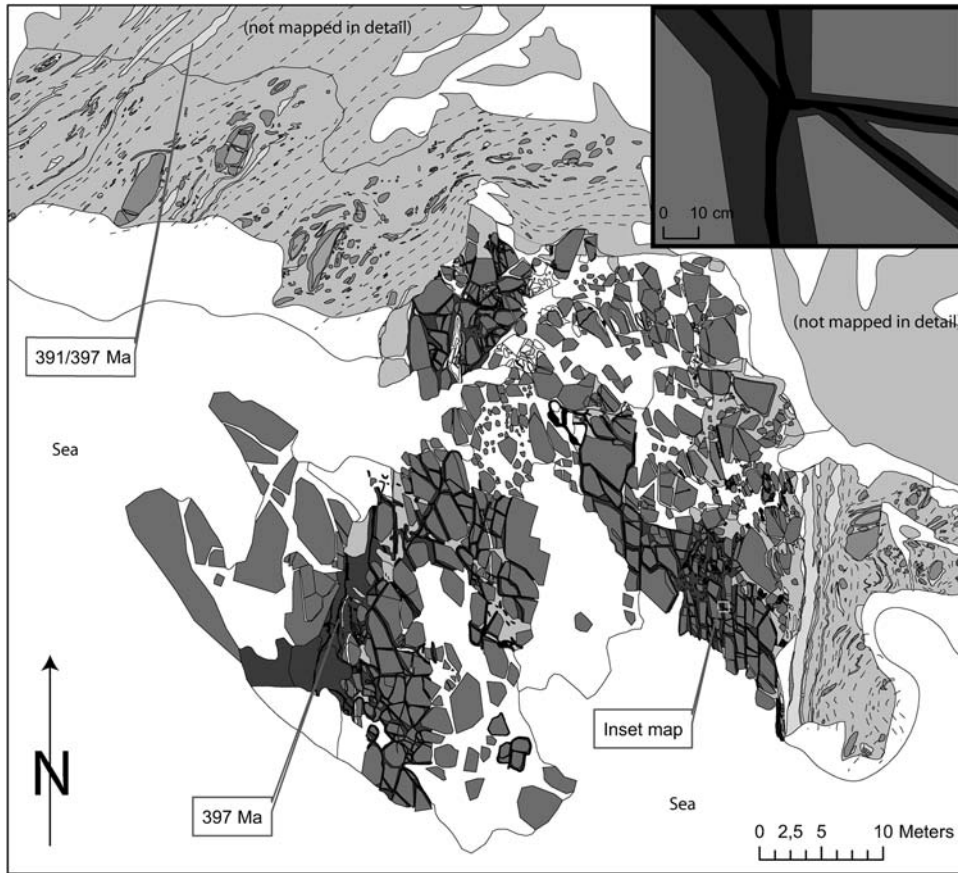 (not mapped in detail)
0 10 cm
(not mapped in detail)
391/397 Ma
Sea
Inset map
N
397 Ma
Sea
0 2,5 5 10 Meters